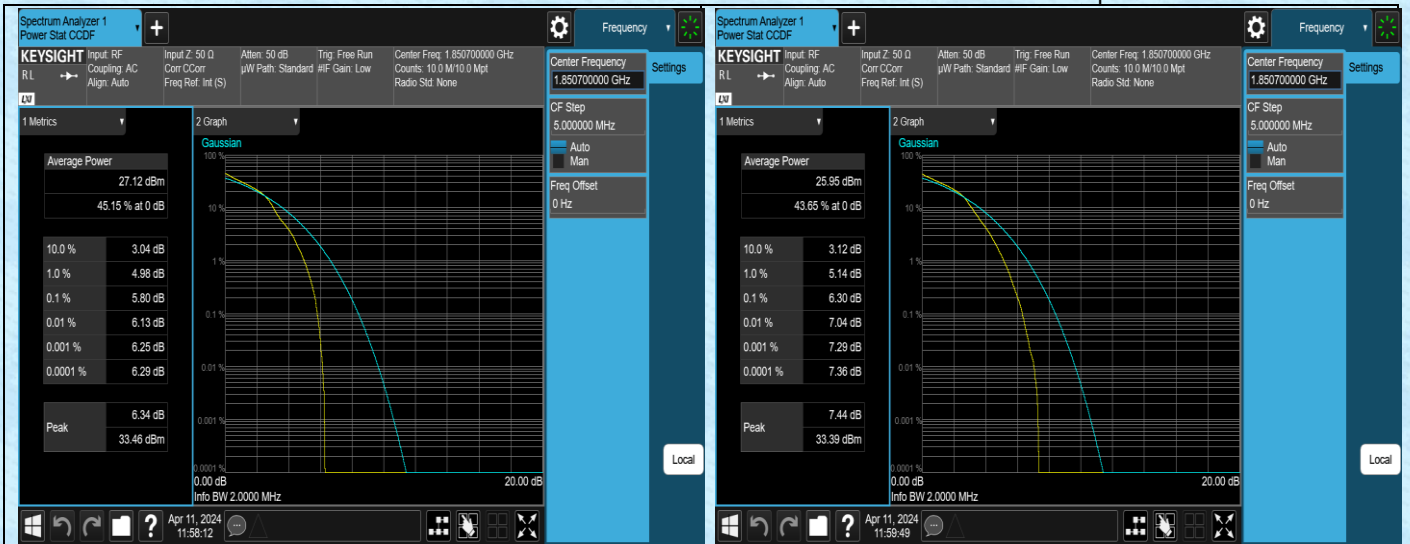 Spectrum Analyzer 1
Power Stat CCDF
+
Frequency
KEYSIGHT Input: RF Input Z: 50 Ω Atten: 50 dB Trig: Free Run Center Freq: 1.850700000 GHz
RL Coupling: AC Corr CCorr µW Path: Standard #IF Gain: Low Counts: 10.0 M/10.0 Mpt
Align: Auto Freq Ref: Int (S) Radio Std: None
LXI
Center Frequency
1.850700000 GHz
Settings
CF Step
5.000000 MHz
Auto
Man
Freq Offset
0 Hz
1 Metrics
Average Power
27.12 dBm
45.15 % at 0 dB
10.0 % 3.04 dB
1.0 % 4.98 dB
0.1 % 5.80 dB
0.01 % 6.13 dB
0.001 % 6.25 dB
0.0001 % 6.29 dB
Peak
6.34 dB
33.46 dBm
2 Graph
Gaussian
100 %
10 %
1 %
0.1 %
0.01 %
0.001 %
0.0001 %
0.00 dB 20.00 dB
Info BW 2.0000 MHz
Local
? Apr 11, 2024
11:58:12
Spectrum Analyzer 1
Power Stat CCDF
+
Frequency
KEYSIGHT Input: RF Input Z: 50 Ω Atten: 50 dB Trig: Free Run Center Freq: 1.850700000 GHz
RL Coupling: AC Corr CCorr µW Path: Standard #IF Gain: Low Counts: 10.0 M/10.0 Mpt
Align: Auto Freq Ref: Int (S) Radio Std: None
LXI
Center Frequency
1.850700000 GHz
Settings
CF Step
5.000000 MHz
Auto
Man
Freq Offset
0 Hz
1 Metrics
Average Power
25.95 dBm
43.65 % at 0 dB
10.0 % 3.12 dB
1.0 % 5.14 dB
0.1 % 6.30 dB
0.01 % 7.04 dB
0.001 % 7.29 dB
0.0001 % 7.36 dB
Peak
7.44 dB
33.39 dBm
2 Graph
Gaussian
100 %
10 %
1 %
0.1 %
0.01 %
0.001 %
0.0001 %
0.00 dB 20.00 dB
Info BW 2.0000 MHz
Local
? Apr 11, 2024
11:59:49